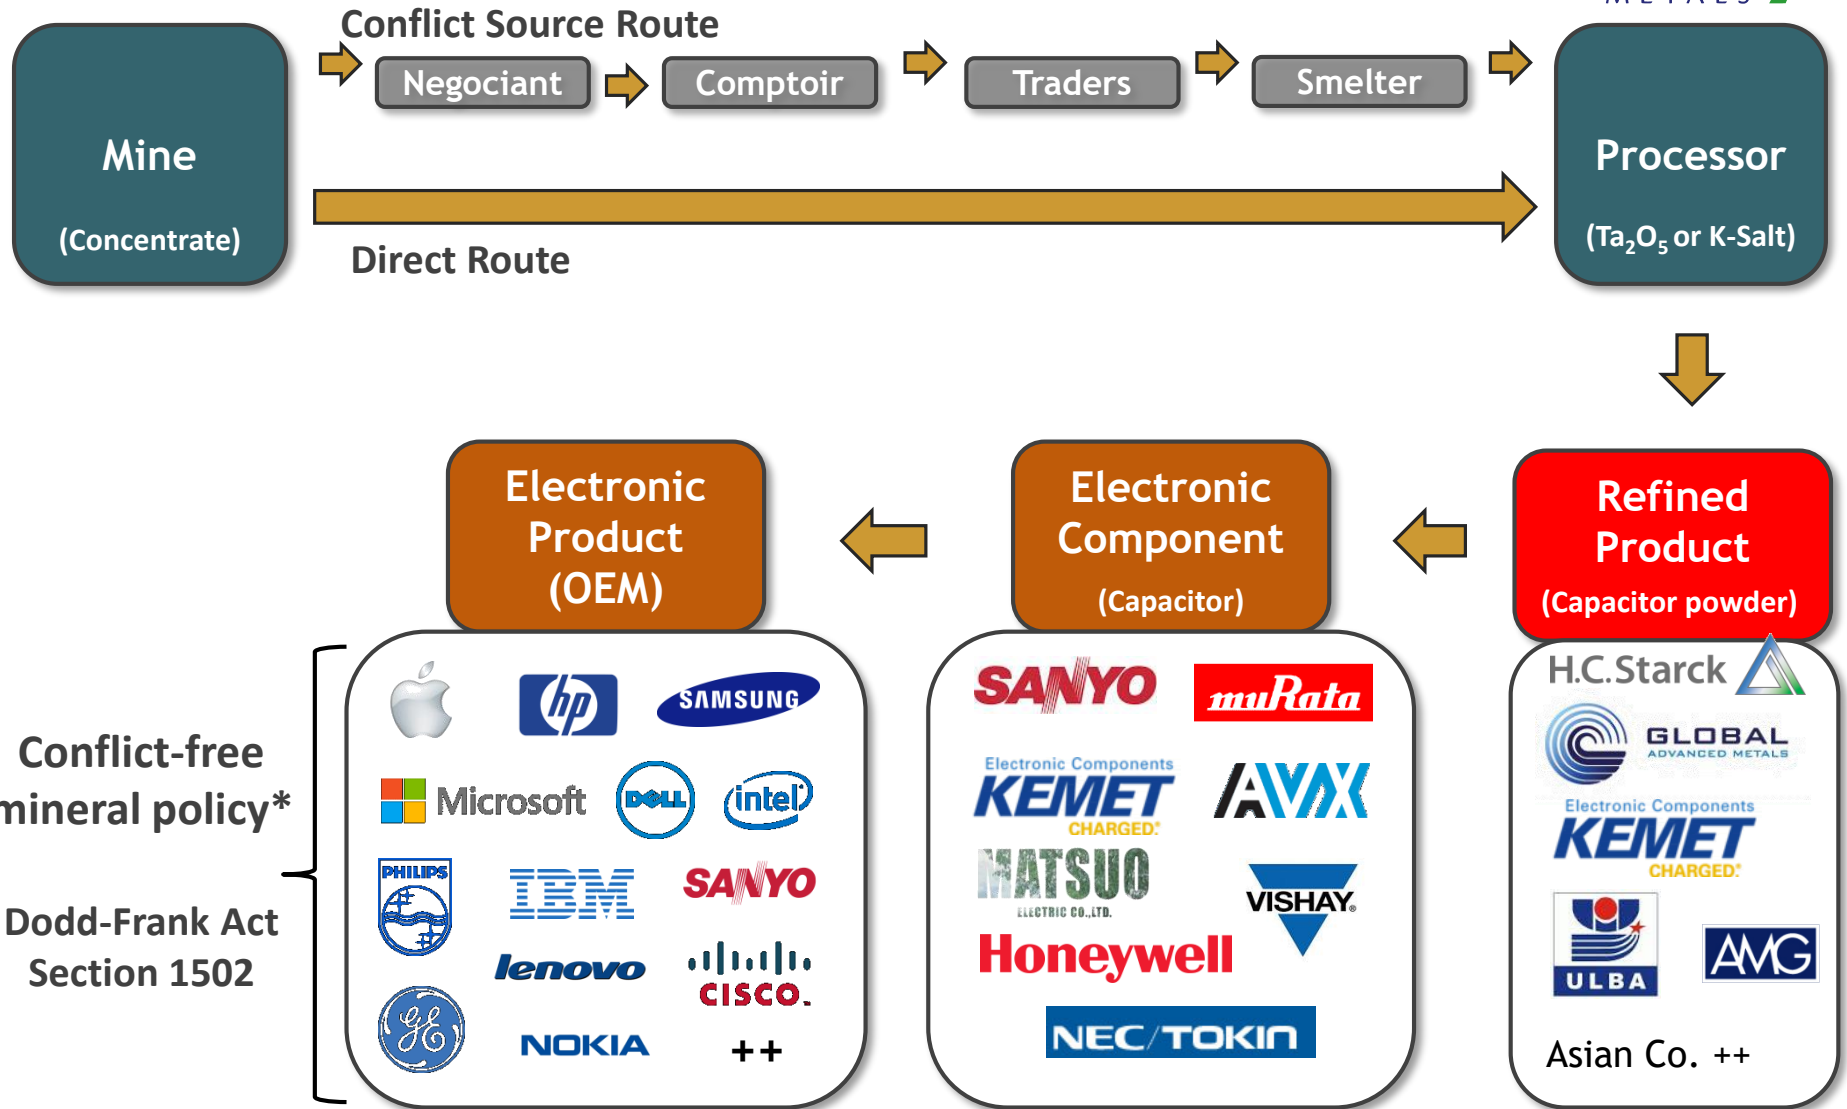 METALS
Conflict Source Route
Negociant
Comptoir
Traders
Smelter
Mine
(Concentrate)
Processor
(Ta₂O₅ or K-Salt)
Direct Route
Electronic
Product
(OEM)
Electronic
Component
(Capacitor)
Refined
Product
(Capacitor powder)
Conflict-free
mineral policy*
Dodd-Frank Act
Section 1502
hp
SAMSUNG
Microsoft
DELL
intel
PHILIPS
IBM
SANYO
lenovo
CISCO.
GE
NOKIA
++
SANYO
muRata
Electronic Components
KEMET
CHARGED.®
AVX
MATSUO
ELECTRIC CO.,LTD.
VISHAY®
Honeywell
NEC/TOKIN
H.C.Starck
GLOBAL
ADVANCED METALS
Electronic Components
KEMET
CHARGED.®
ULBA
AMG
Asian Co. ++